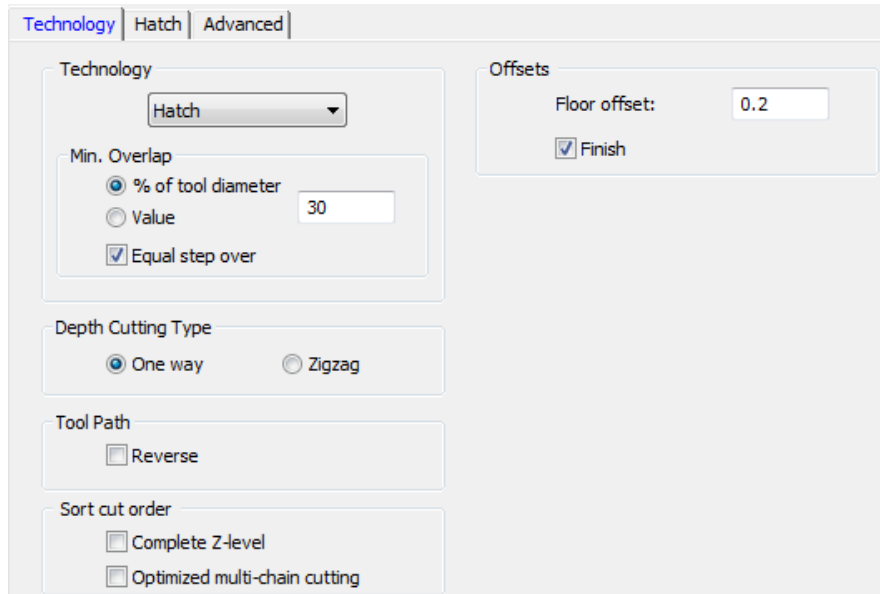 Technology Hatch Advanced
Technology
Hatch
Min. Overlap
% of tool diameter
Value
30
Equal step over
Depth Cutting Type
One way Zigzag
Tool Path
Reverse
Sort cut order
Complete Z-level
Optimized multi-chain cutting
Offsets
Floor offset: 0.2
Finish